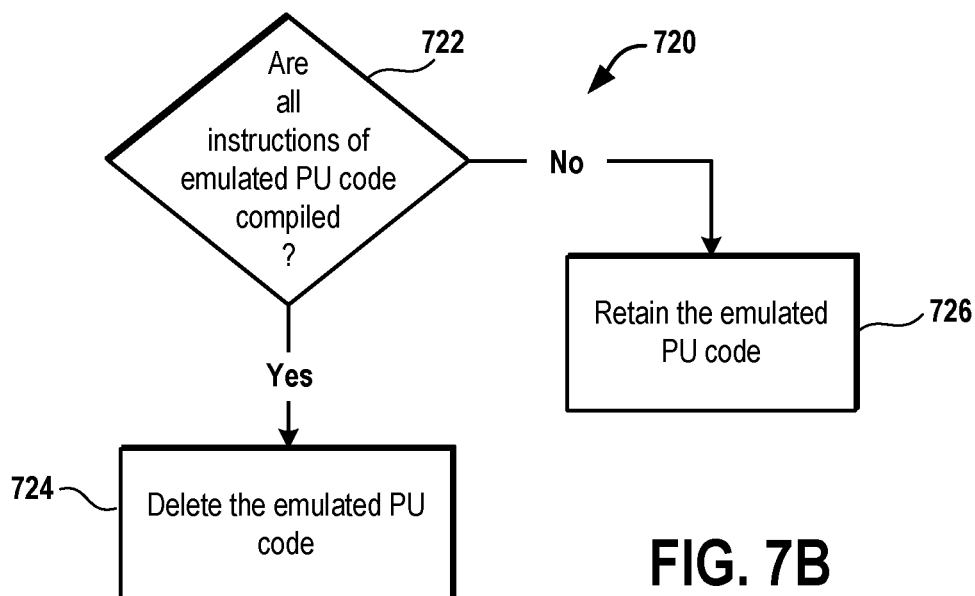 722
720
Are
all
instructions of
emulated PU code
compiled
?
No
Yes
Retain the emulated
PU code
726
724
Delete the emulated PU
code
FIG. 7B